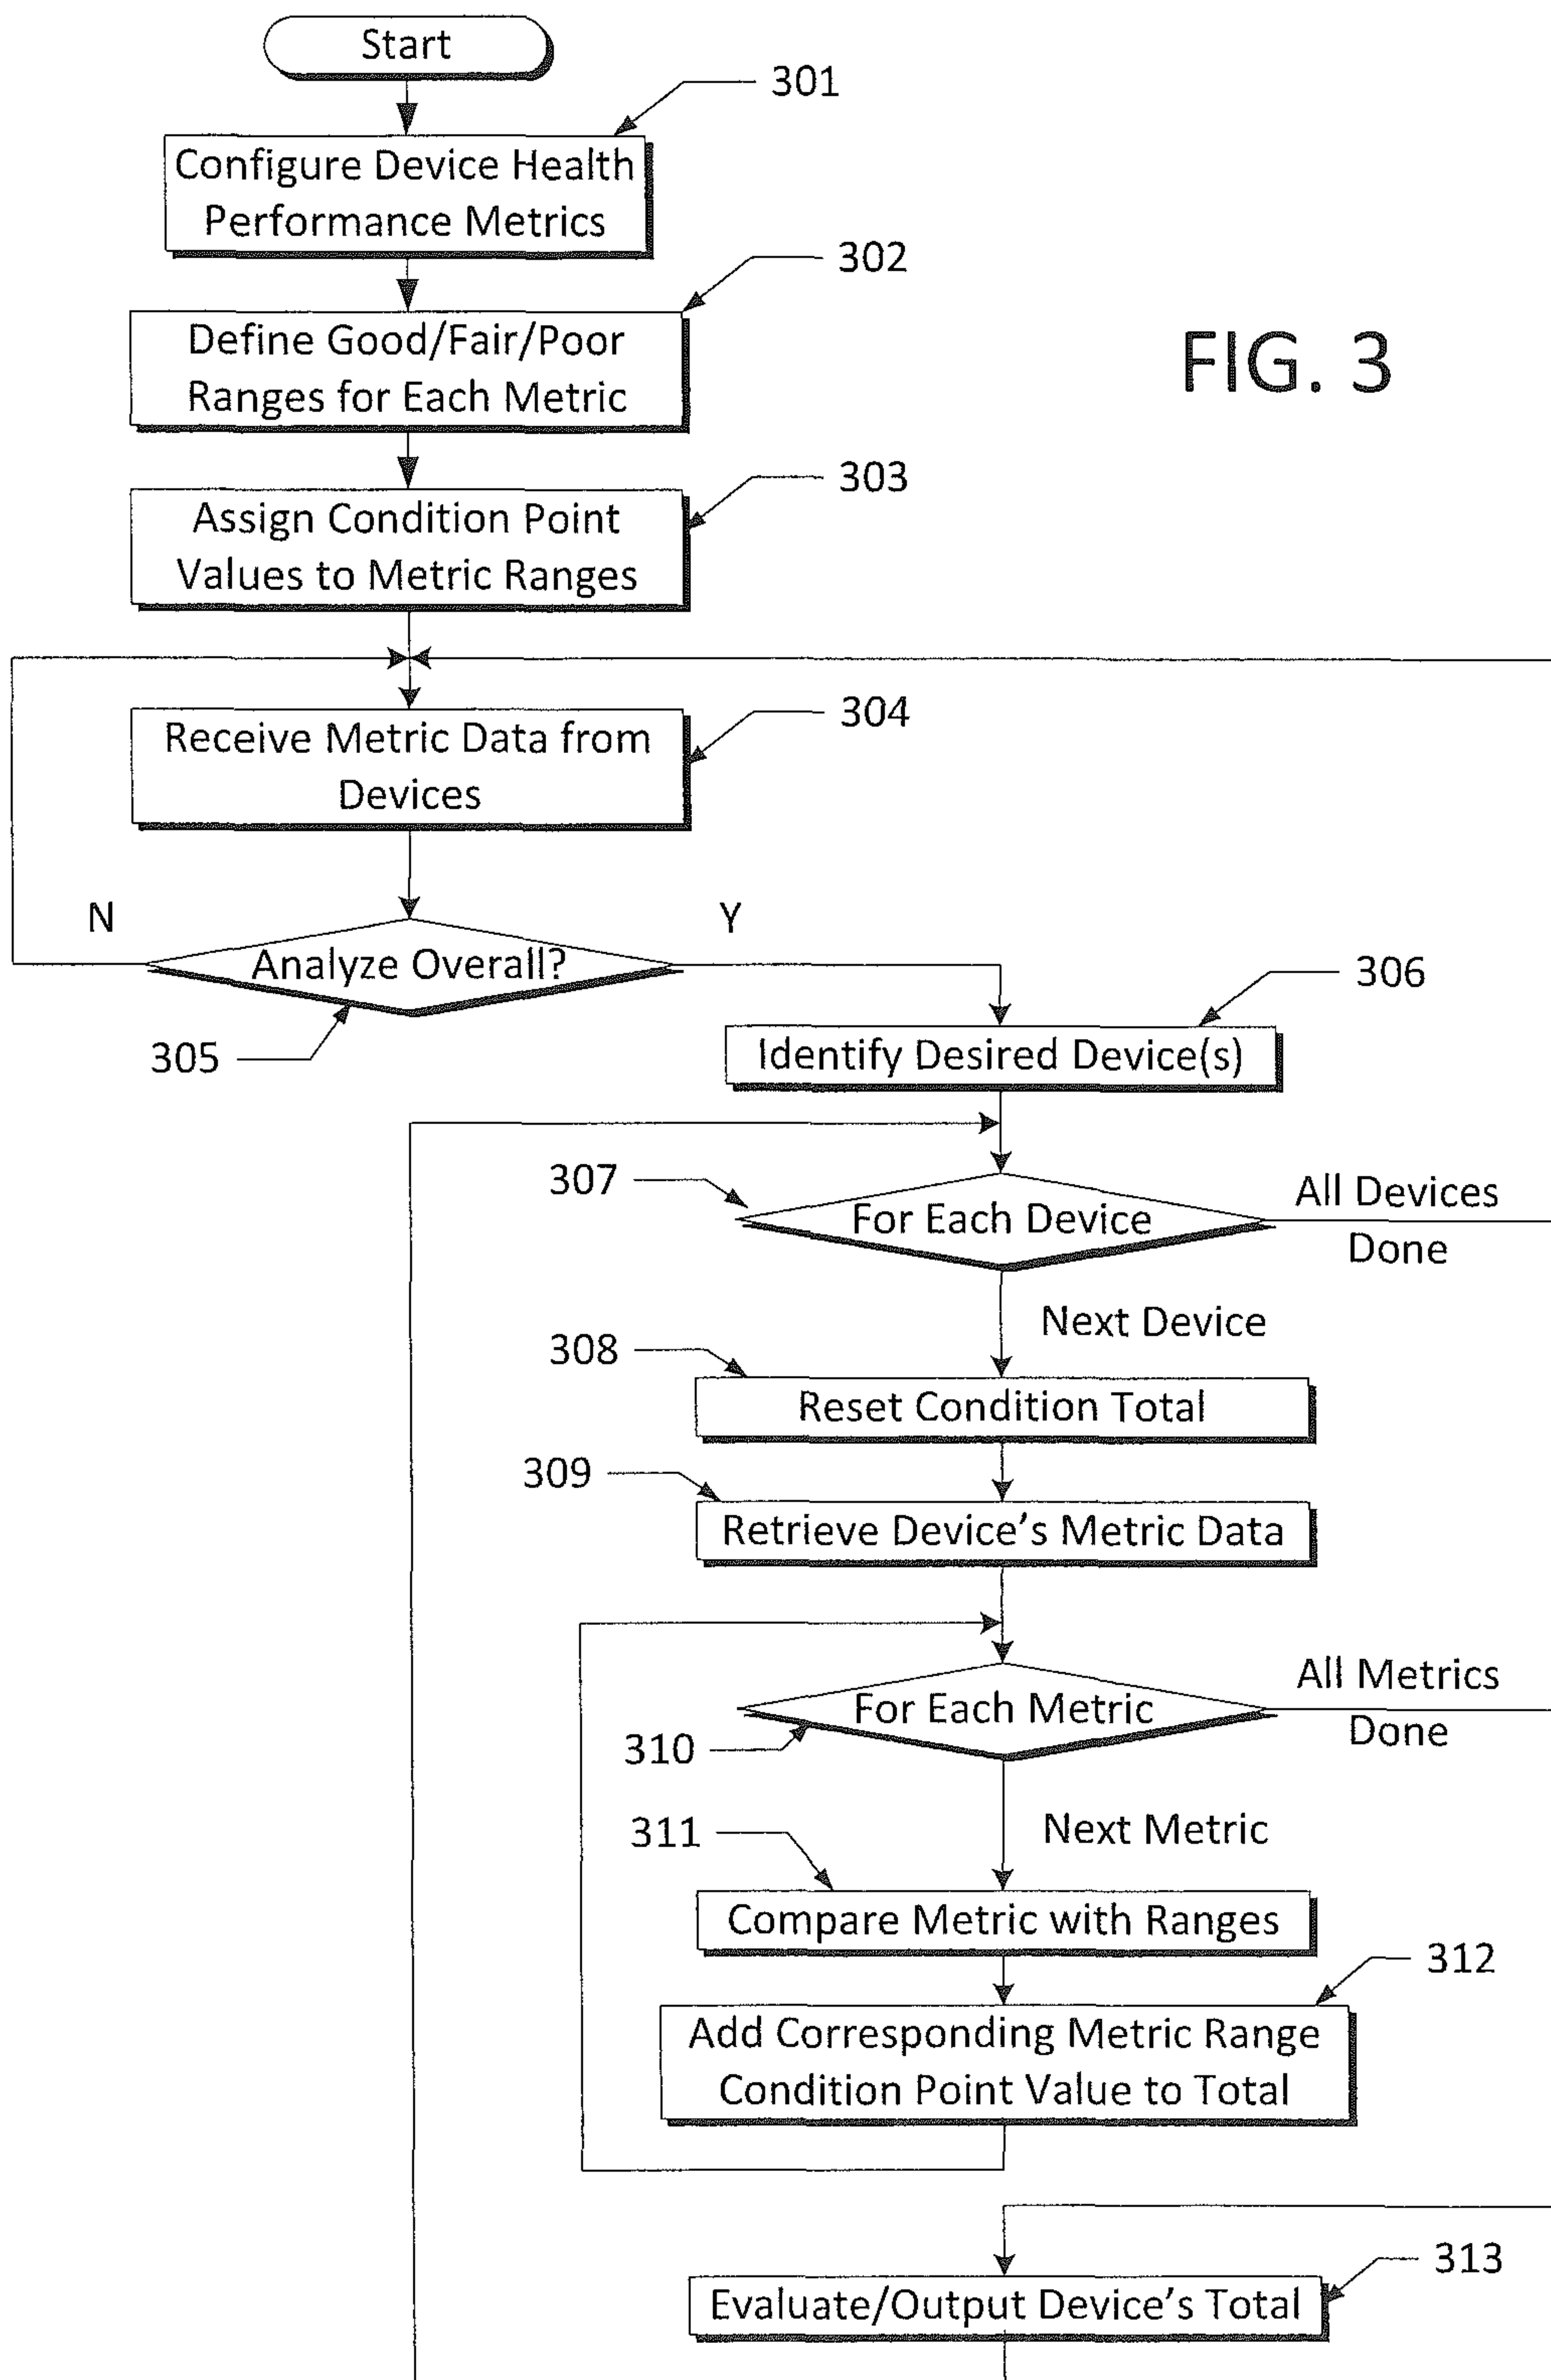 Start
301
Configure Device Health
Performance Metrics
302
Define Good/Fair/Poor
Ranges for Each Metric
FIG. 3
303
Assign Condition Point
Values to Metric Ranges
304
Receive Metric Data from
Devices
N
Y
Analyze Overall?
305
306
Identify Desired Device(s)
307
For Each Device
All Devices
Done
Next Device
308
Reset Condition Total
309
Retrieve Device's Metric Data
For Each Metric
All Metrics
Done
310
Next Metric
311
Compare Metric with Ranges
312
Add Corresponding Metric Range
Condition Point Value to Total
313
Evaluate/Output Device's Total